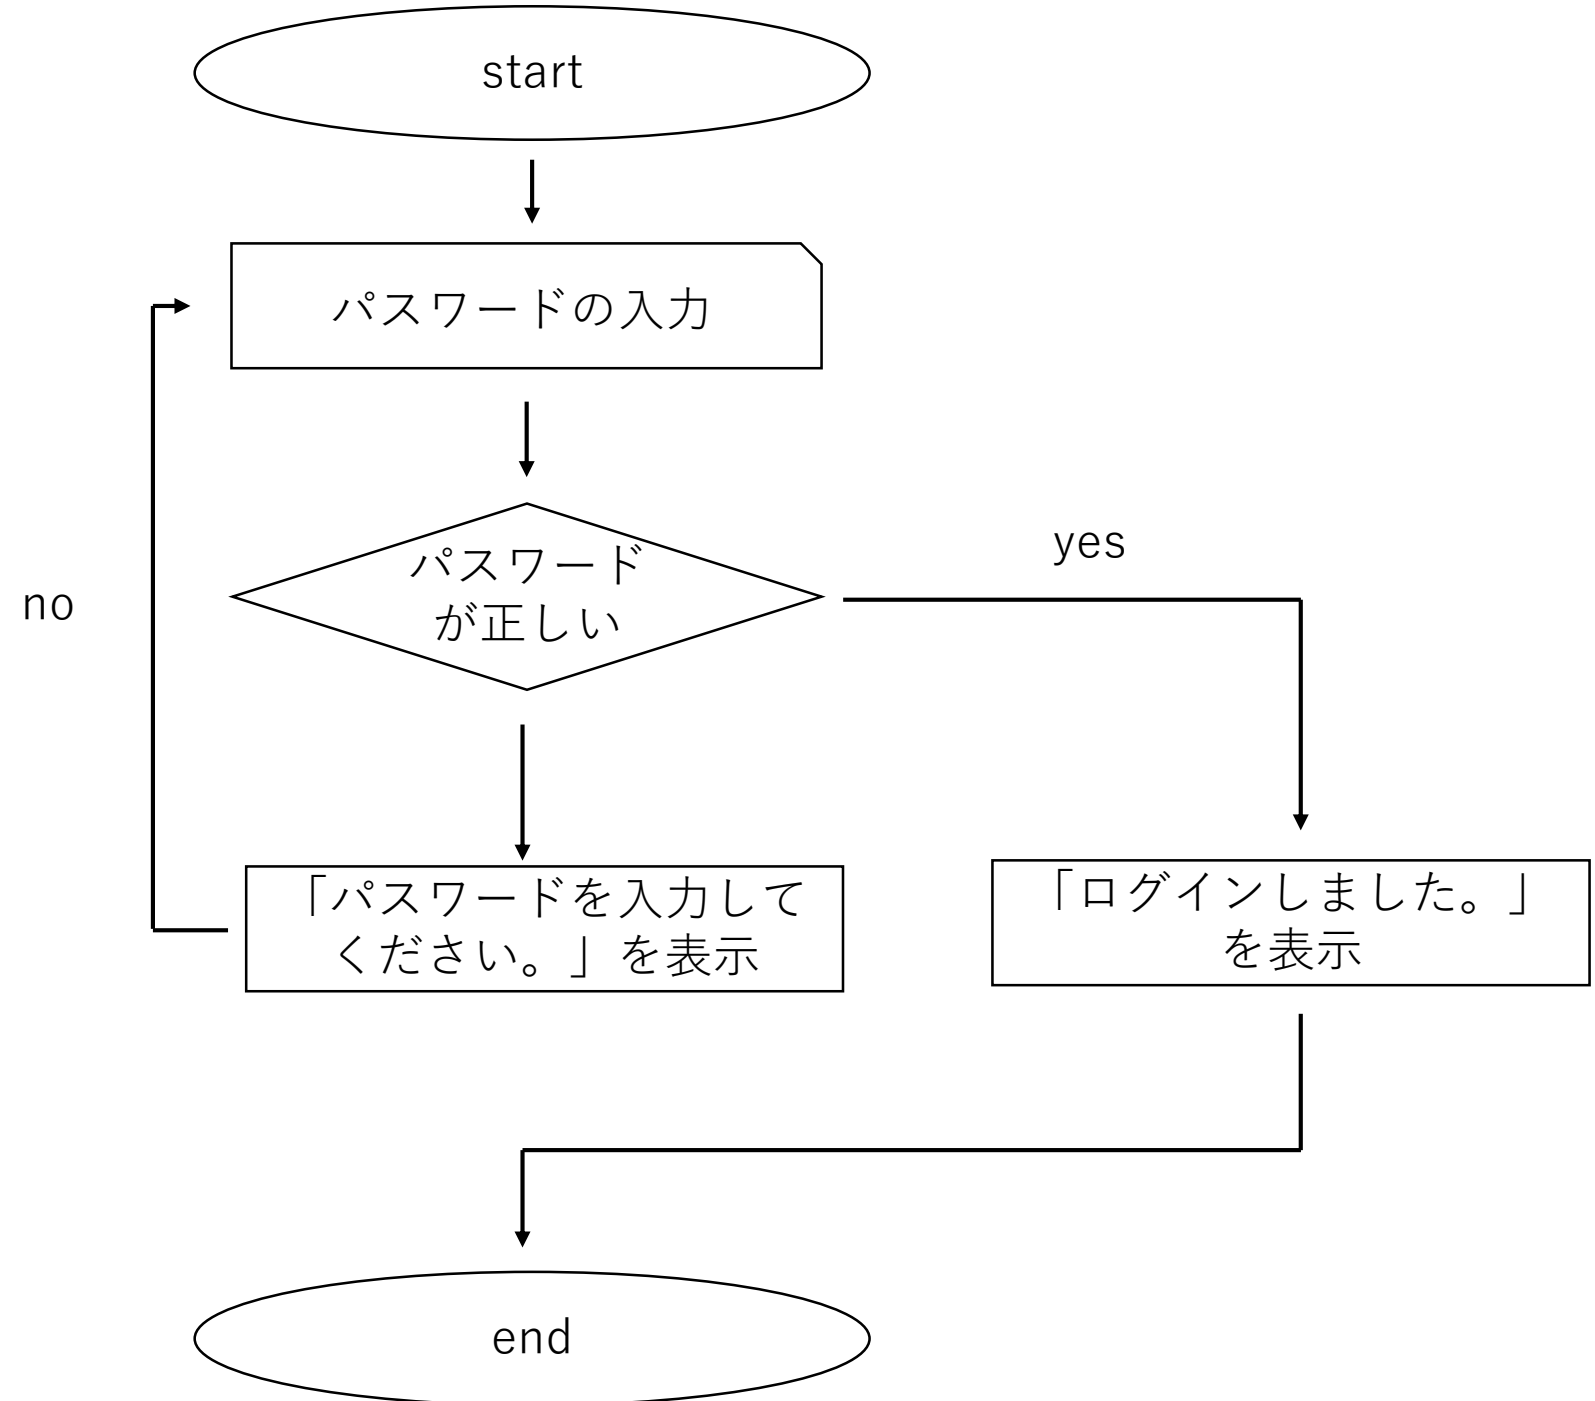 start
パスワードの入力
パスワード
が正しい
yes
no
「パスワードを入力して
ください。」を表示
「ログインしました。」
を表示
end